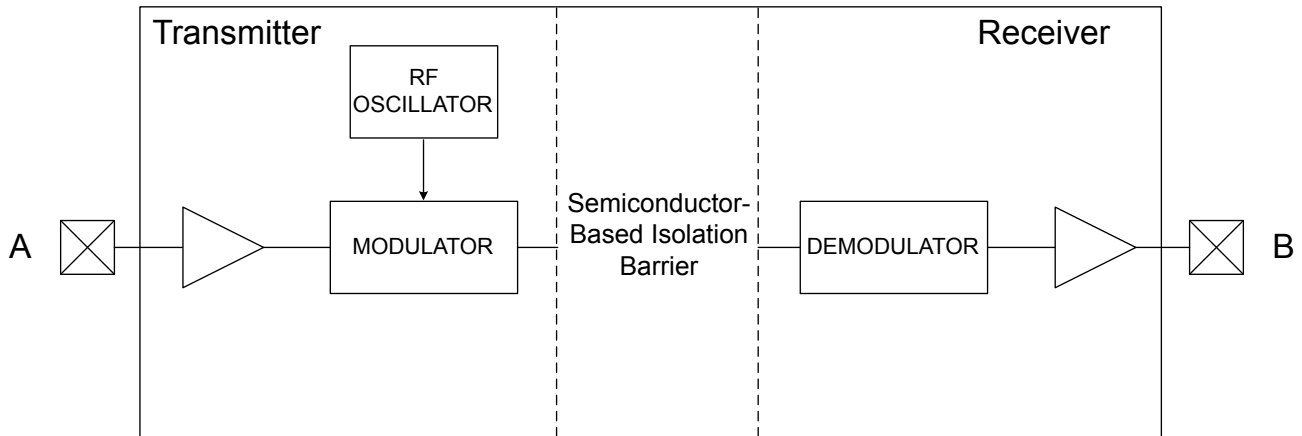 Transmitter
Receiver
RF
OSCILLATOR
A
MODULATOR
Semiconductor-
Based Isolation
Barrier
DEMODULATOR
B